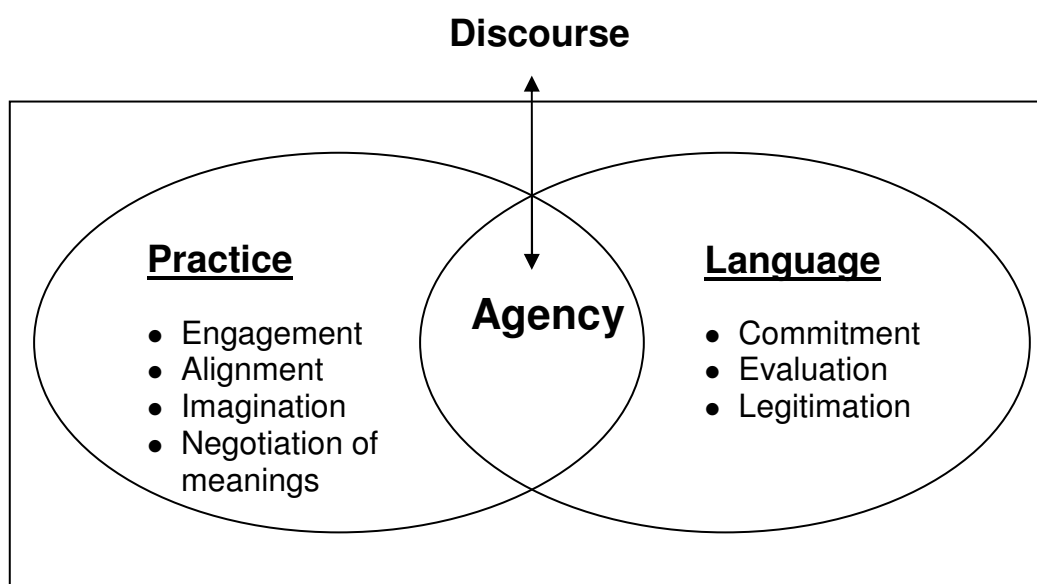 Discourse
Practice
● Engagement
● Alignment
● Imagination
● Negotiation of
meanings
Agency
Language
● Commitment
● Evaluation
● Legitimation